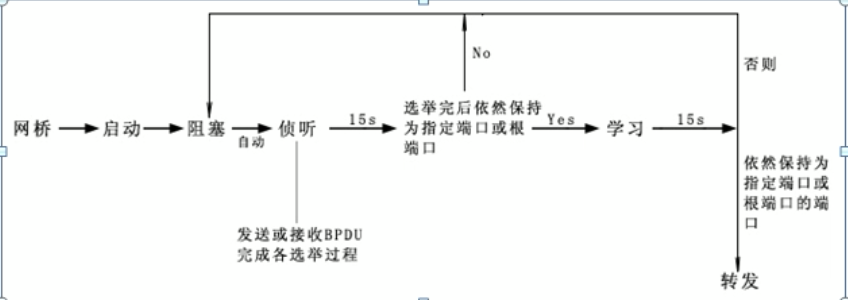 No
否则
选举完后依然保持
为指定端口或根
端口
网桥
启动
阻塞
自动
侦听
15s
Yes
学习
15s
依然保持为
指定端口或
根端口的端
口
发送或接收BPDU
完成各选举过程
转发